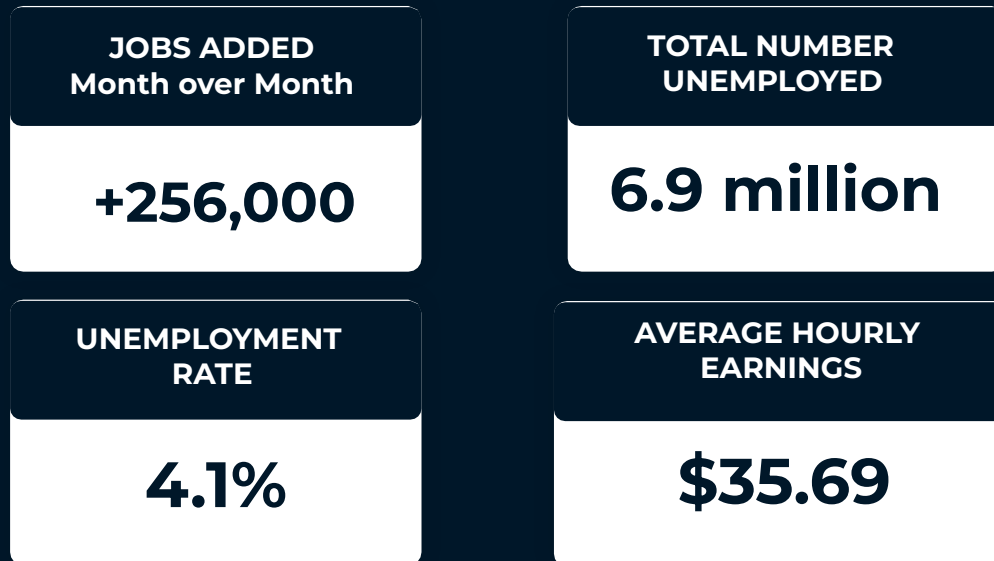 JOBS ADDED
Month over Month
+256,000
TOTAL NUMBER
UNEMPLOYED
6.9 million
UNEMPLOYMENT
RATE
4.1%
AVERAGE HOURLY
EARNINGS
$35.69